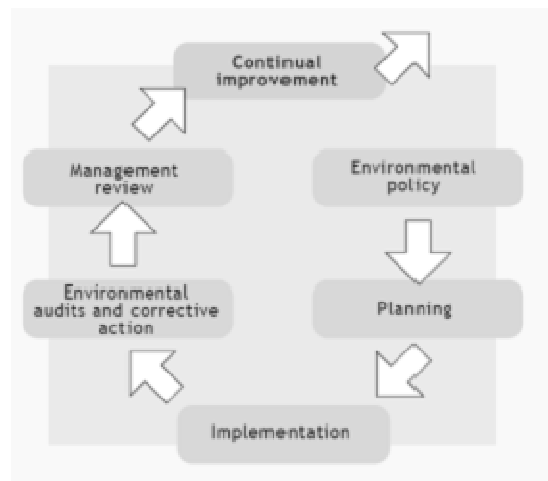 Continual
improvement
Management
review
Environmental
policy
Environmental
audits and corrective
action
Planning
Implementation